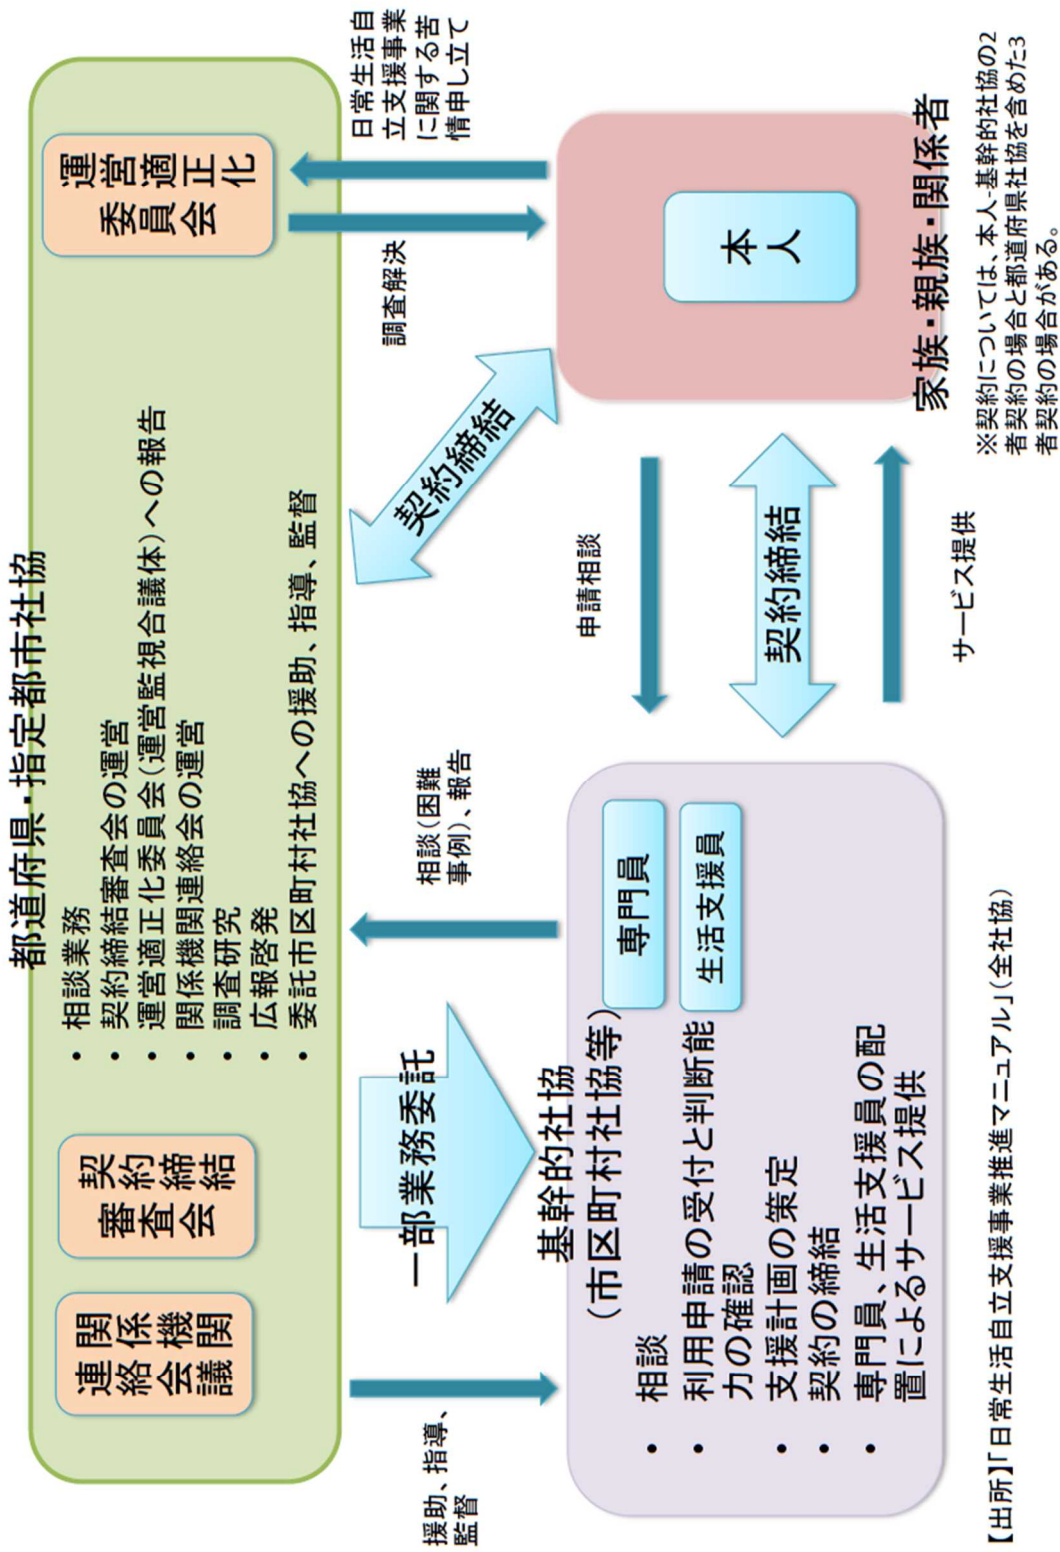 都道府県・指定都市社協
関係機関
連絡会議
契約締結
審査会
・ 相談業務
・ 契約締結審査会の運営
・ 運営適正化委員会(運営監視合議体)への報告
・ 関係機関連絡会の運営
・ 調査研究
・ 広報啓発
・ 委託市区町村社協への援助、指導、監督
運営適正化
委員会
援助、指導、
監督
一部業務委託
相談(困難
事例)、報告
契約締結
調査解決
日常生活自
立支援事業
に関する苦
情申し立て
基幹的社協
(市区町村社協等)
・ 相談
・ 利用申請の受付と判断能
力の確認
・ 支援計画の策定
・ 契約の締結
・ 専門員、生活支援員の配
置によるサービス提供
専門員
生活支援員
申請相談
契約締結
サービス提供
本
人
家族・親族・関係者
※契約については、本人-基幹的社協の2
者契約の場合と都道府県社協を含めた3
者契約の場合がある。
【出所】「日常生活自立支援事業推進マニュアル」(全社協)